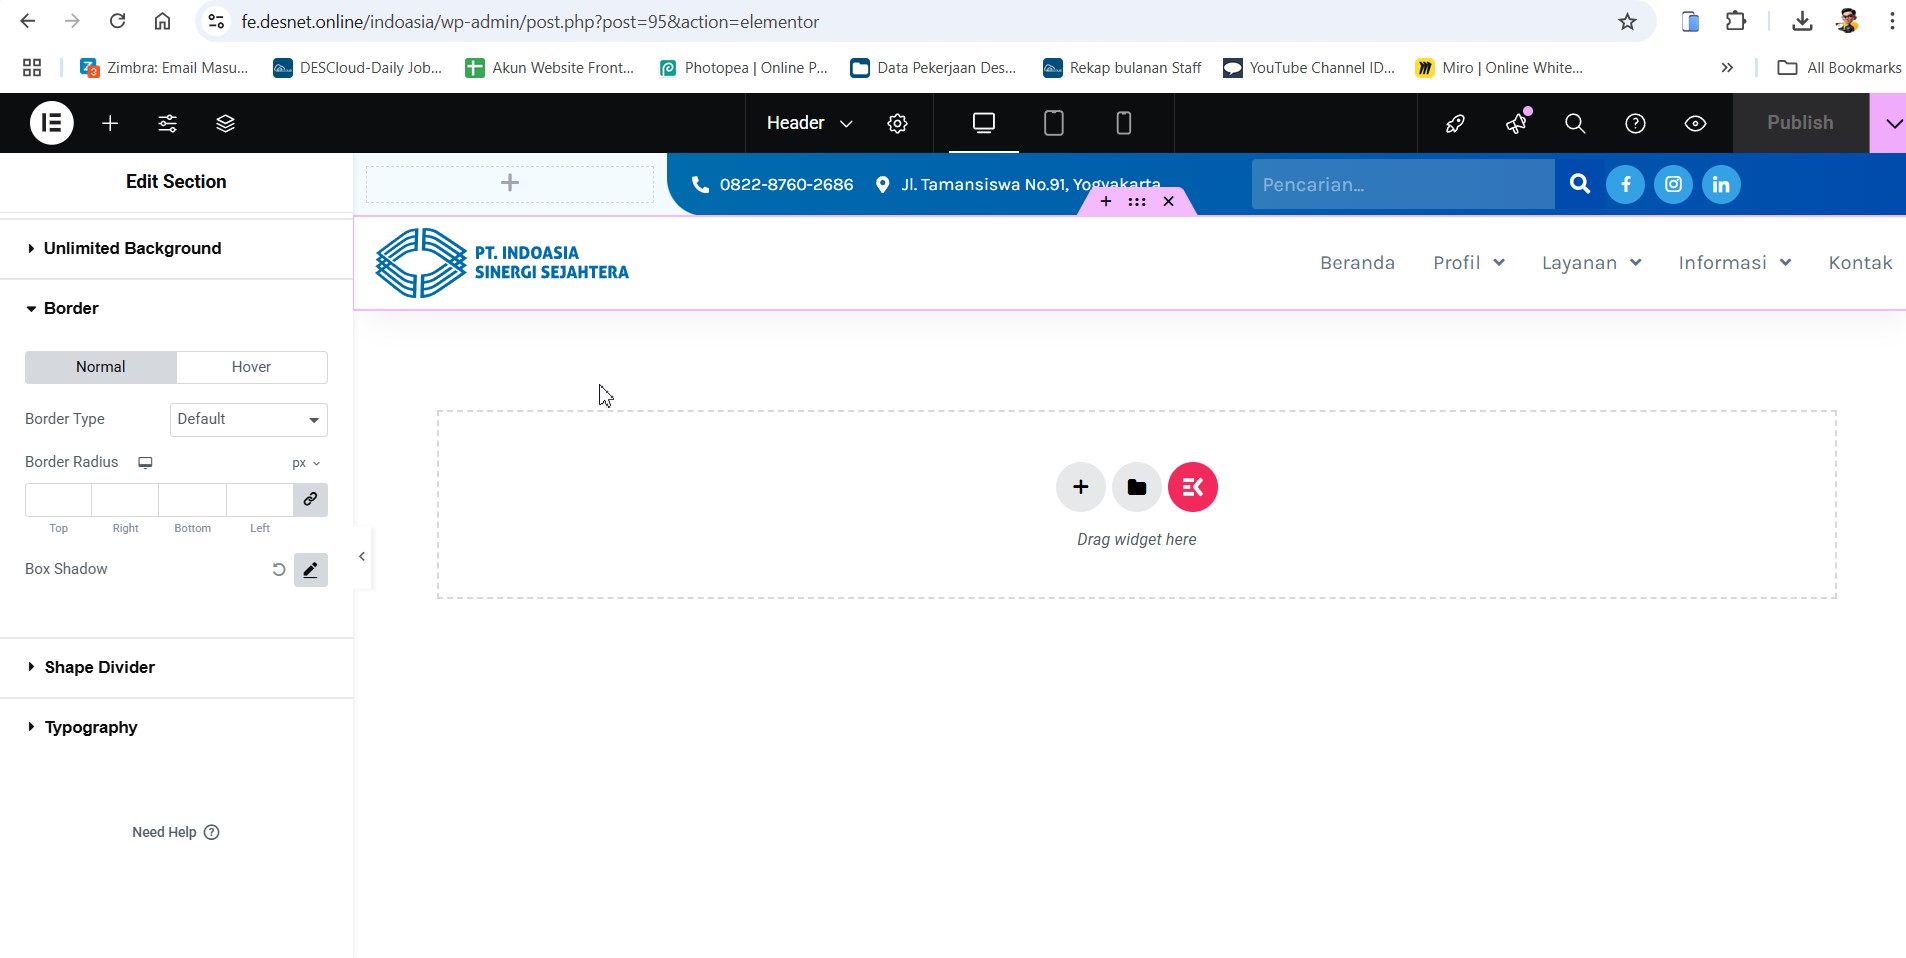 fe.desnet.online/indoasia/wp-admin/post.php?post=95&action=elementor
Zimbra: Email Masu...
DESCloud-Daily Job...
Akun Website Front...
Photopea | Online P...
Data Pekerjaan Des...
Rekap bulanan Staff
YouTube Channel ID...
Miro | Online White...
All Bookmarks
Header
Publish
Edit Section
0822-8760-2686
Jl. Tamansiswa No.91, Yogyakarta
Pencarian...
Unlimited Background
PT. INDOASIA
SINERGI SEJAHTERA
Beranda
Profil
Layanan
Informasi
Kontak
Border
Normal
Hover
Border Type
Default
Border Radius
px
Top
Right
Bottom
Left
Drag widget here
Box Shadow
Shape Divider
Typography
Need Help